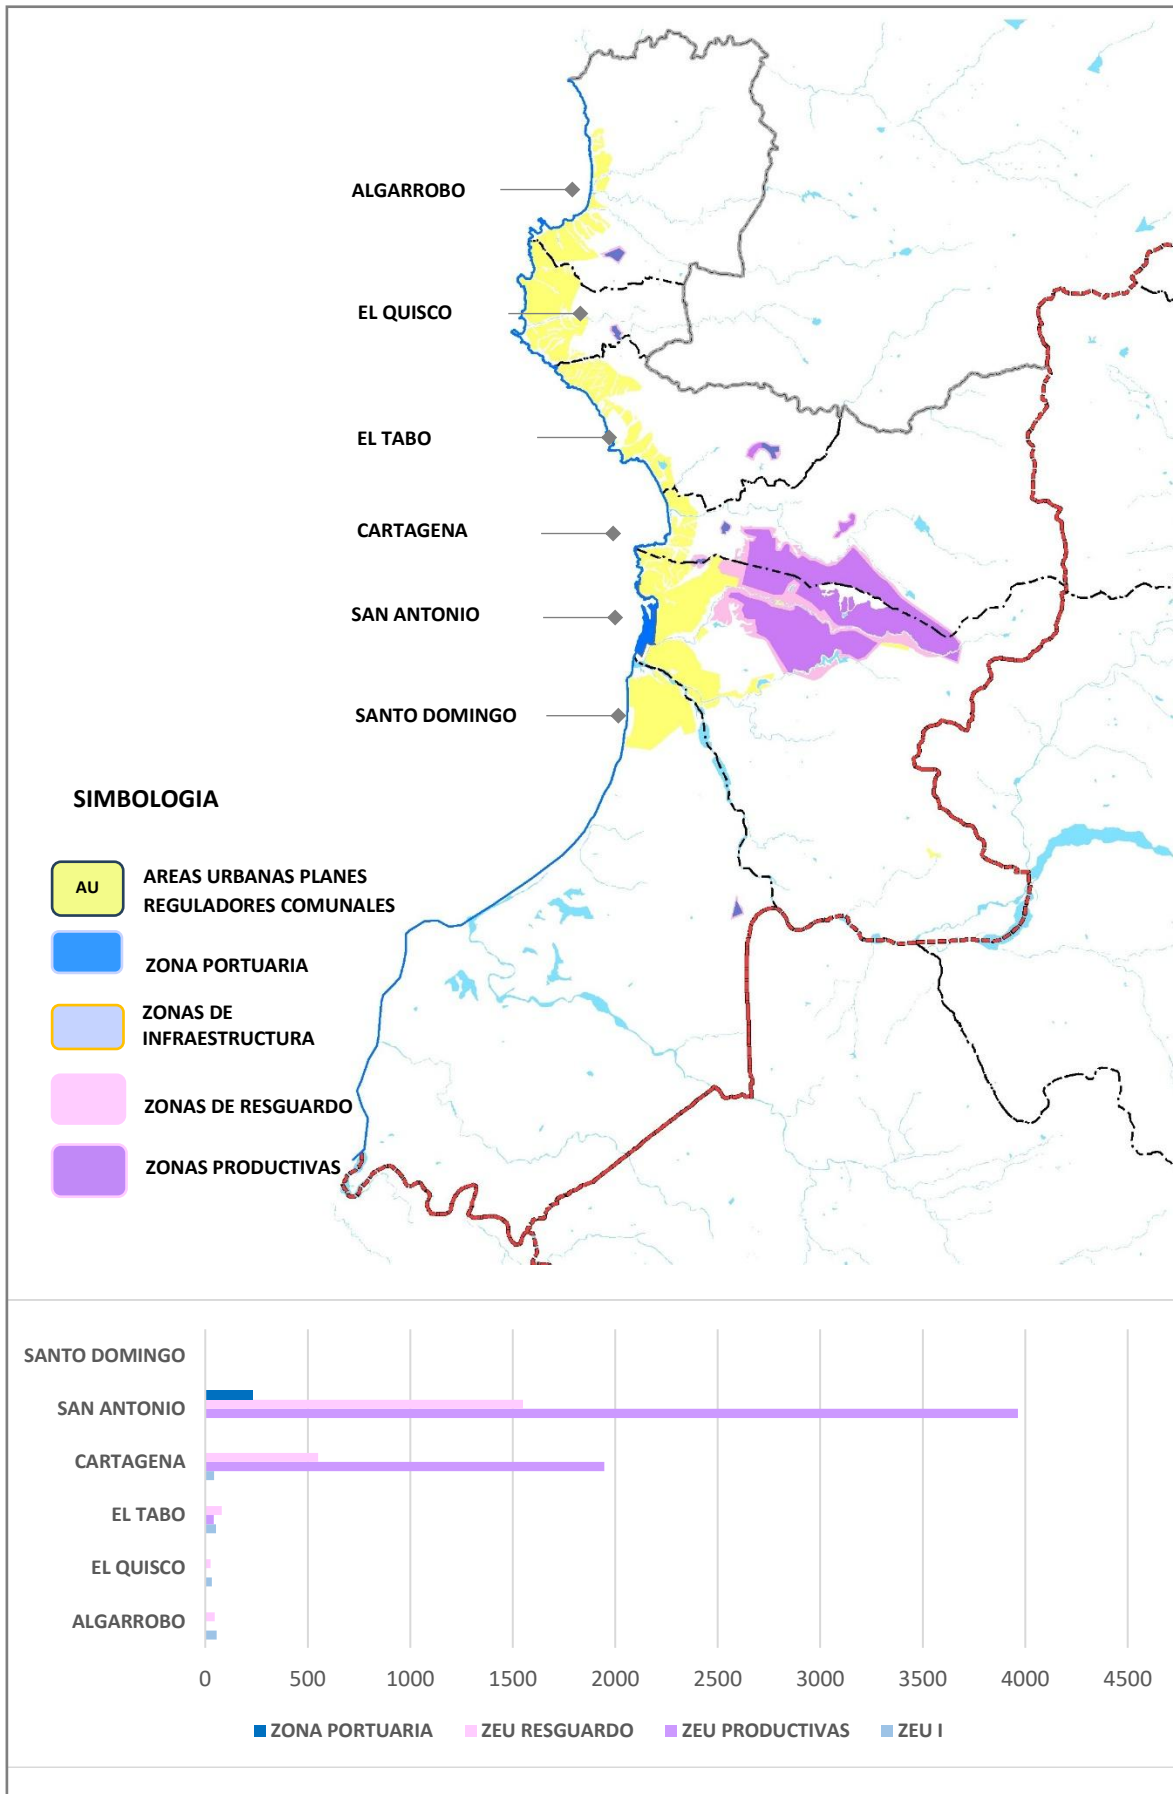 ALGARROBO
EL QUISCO
EL TABO
CARTAGENA
SAN ANTONIO
SANTO DOMINGO
SIMBOLOGIA
AU
AREAS URBANAS PLANES
REGULADORES COMUNALES
ZONA PORTUARIA
ZONAS DE
INFRAESTRUCTURA
ZONAS DE RESGUARDO
ZONAS PRODUCTIVAS
SANTO DOMINGO
SAN ANTONIO
CARTAGENA
EL TABO
EL QUISCO
ALGARROBO
0 500 1000 1500 2000 2500 3000 3500 4000 4500
ZONA PORTUARIA ZEU RESGUARDO ZEU PRODUCTIVAS ZEU I